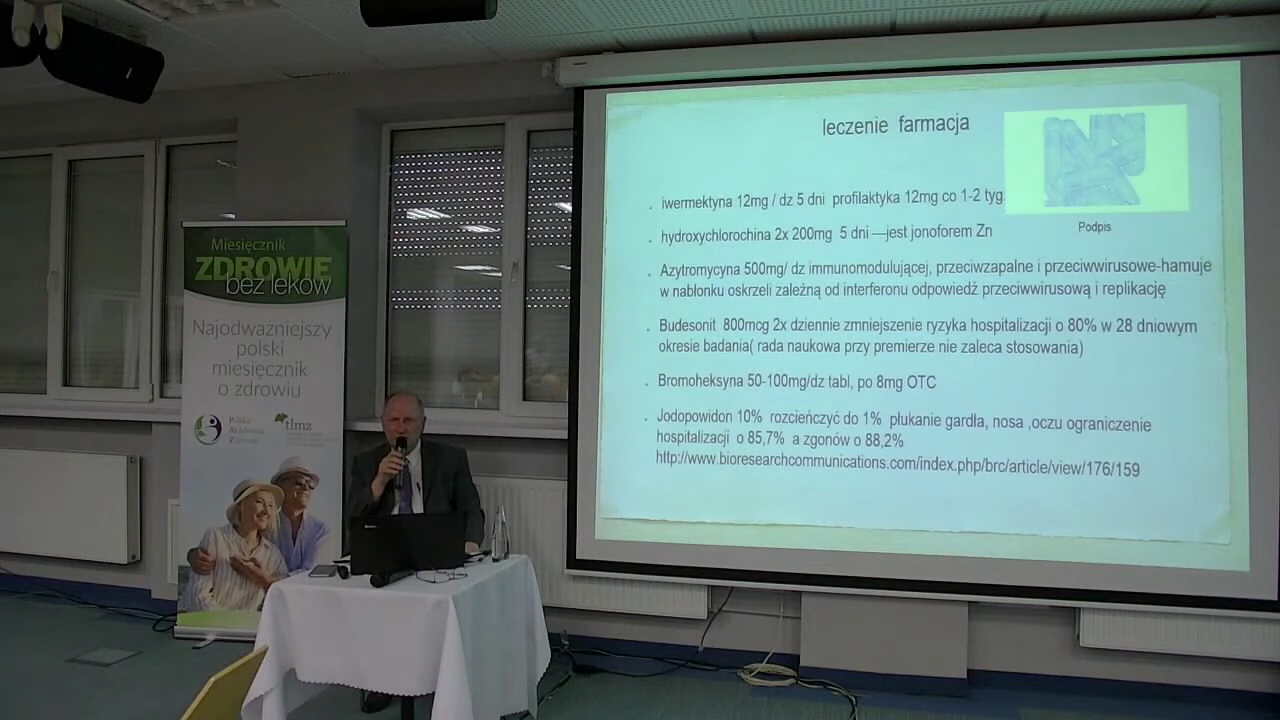 Miesięcznik
ZDROWIE
bez leków
Najodważniejszy
polski
miesięcznik
o zdrowiu
Polska
Akademia
Zdrowia
tlmz
leczenie farmacja
iwermektyna 12mg / dz 5 dni profilaktyka 12mg co 1-2 tyg.
hydroxychlorochina 2x 200mg 5 dni —jest jonoforem Zn
Podpis
Azytromycyna 500mg/ dz immunomodulującej, przeciwzapalne i przeciwwirusowe-hamuje
w nabłonku oskrzeli zależną od interferonu odpowiedź przeciwwirusową i replikację
Budesonit 800mcg 2x dziennie zmniejszenie ryzyka hospitalizacji o 80% w 28 dniowym
okresie badania( rada naukowa przy premierze nie zaleca stosowania)
Bromoheksyna 50-100mg/dz tabl, po 8mg OTC
Jodopowidon 10% rozcieńczyć do 1% płukanie gardła, nosa ,oczu ograniczenie
hospitalizacji o 85,7% a zgonów o 88,2%
http://www.bioresearchcommunications.com/index.php/brc/article/view/176/159